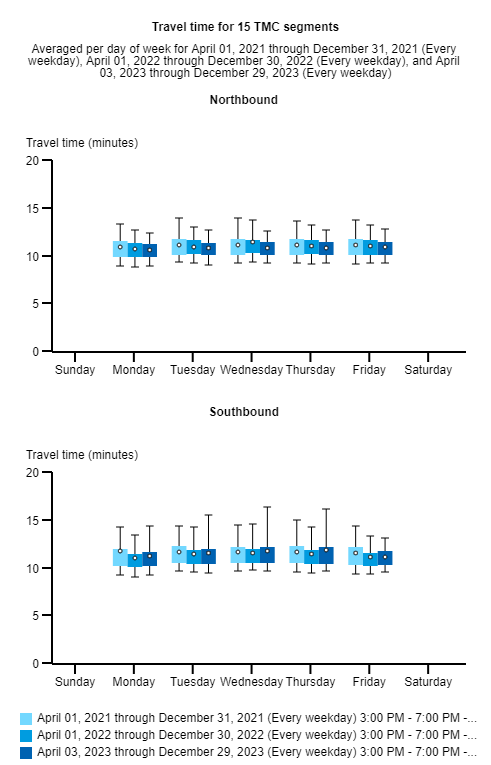 Travel time for 15 TMC segments
Averaged per day of week for April 01, 2021 through December 31, 2021 (Every
weekday), April 01, 2022 through December 30, 2022 (Every weekday), and April
03, 2023 through December 29, 2023 (Every weekday)
Northbound
Travel time (minutes)
20
15
10
5
0
Sunday Monday Tuesday Wednesday Thursday Friday Saturday
Southbound
Travel time (minutes)
20
15
10
5
0
Sunday Monday Tuesday Wednesday Thursday Friday Saturday
April 01, 2021 through December 31, 2021 (Every weekday) 3:00 PM - 7:00 PM -...
April 01, 2022 through December 30, 2022 (Every weekday) 3:00 PM - 7:00 PM -...
April 03, 2023 through December 29, 2023 (Every weekday) 3:00 PM - 7:00 PM -...